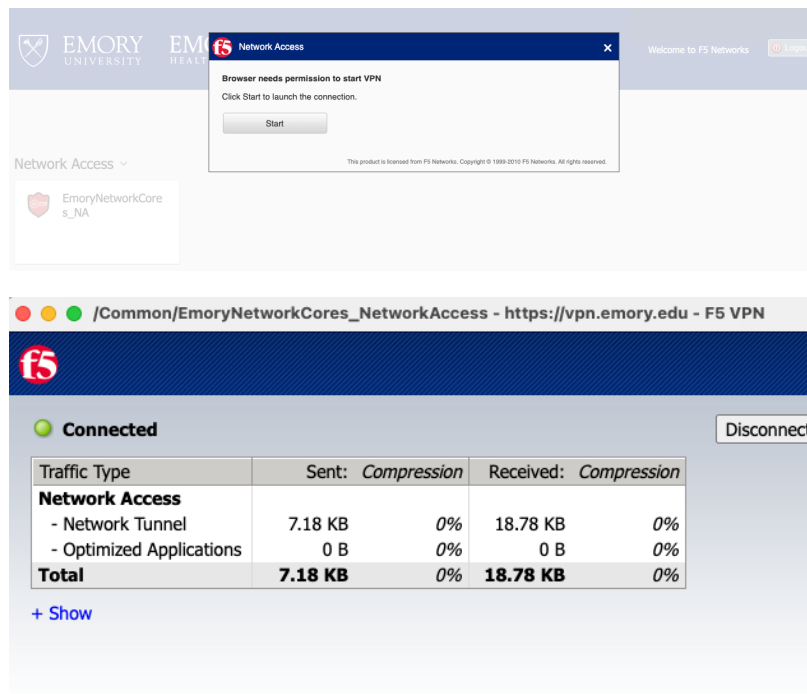 EMORY
UNIVERSITY
EM
HEALT
f5 Network Access
Welcome to F5 Networks
Browser needs permission to start VPN
Click Start to launch the connection.
Start
This product is licensed from F5 Networks. Copyright © 1999-2010 F5 Networks. All rights reserved.
Network Access
EmoryNetworkCore
s_NA
/Common/EmoryNetworkCores_NetworkAccess - https://vpn.emory.edu - F5 VPN
f5
Connected
Disconnect
Traffic Type Sent: Compression Received: Compression
Network Access
- Network Tunnel 7.18 KB 0% 18.78 KB 0%
- Optimized Applications 0 B 0% 0 B 0%
Total 7.18 KB 0% 18.78 KB 0%
+ Show